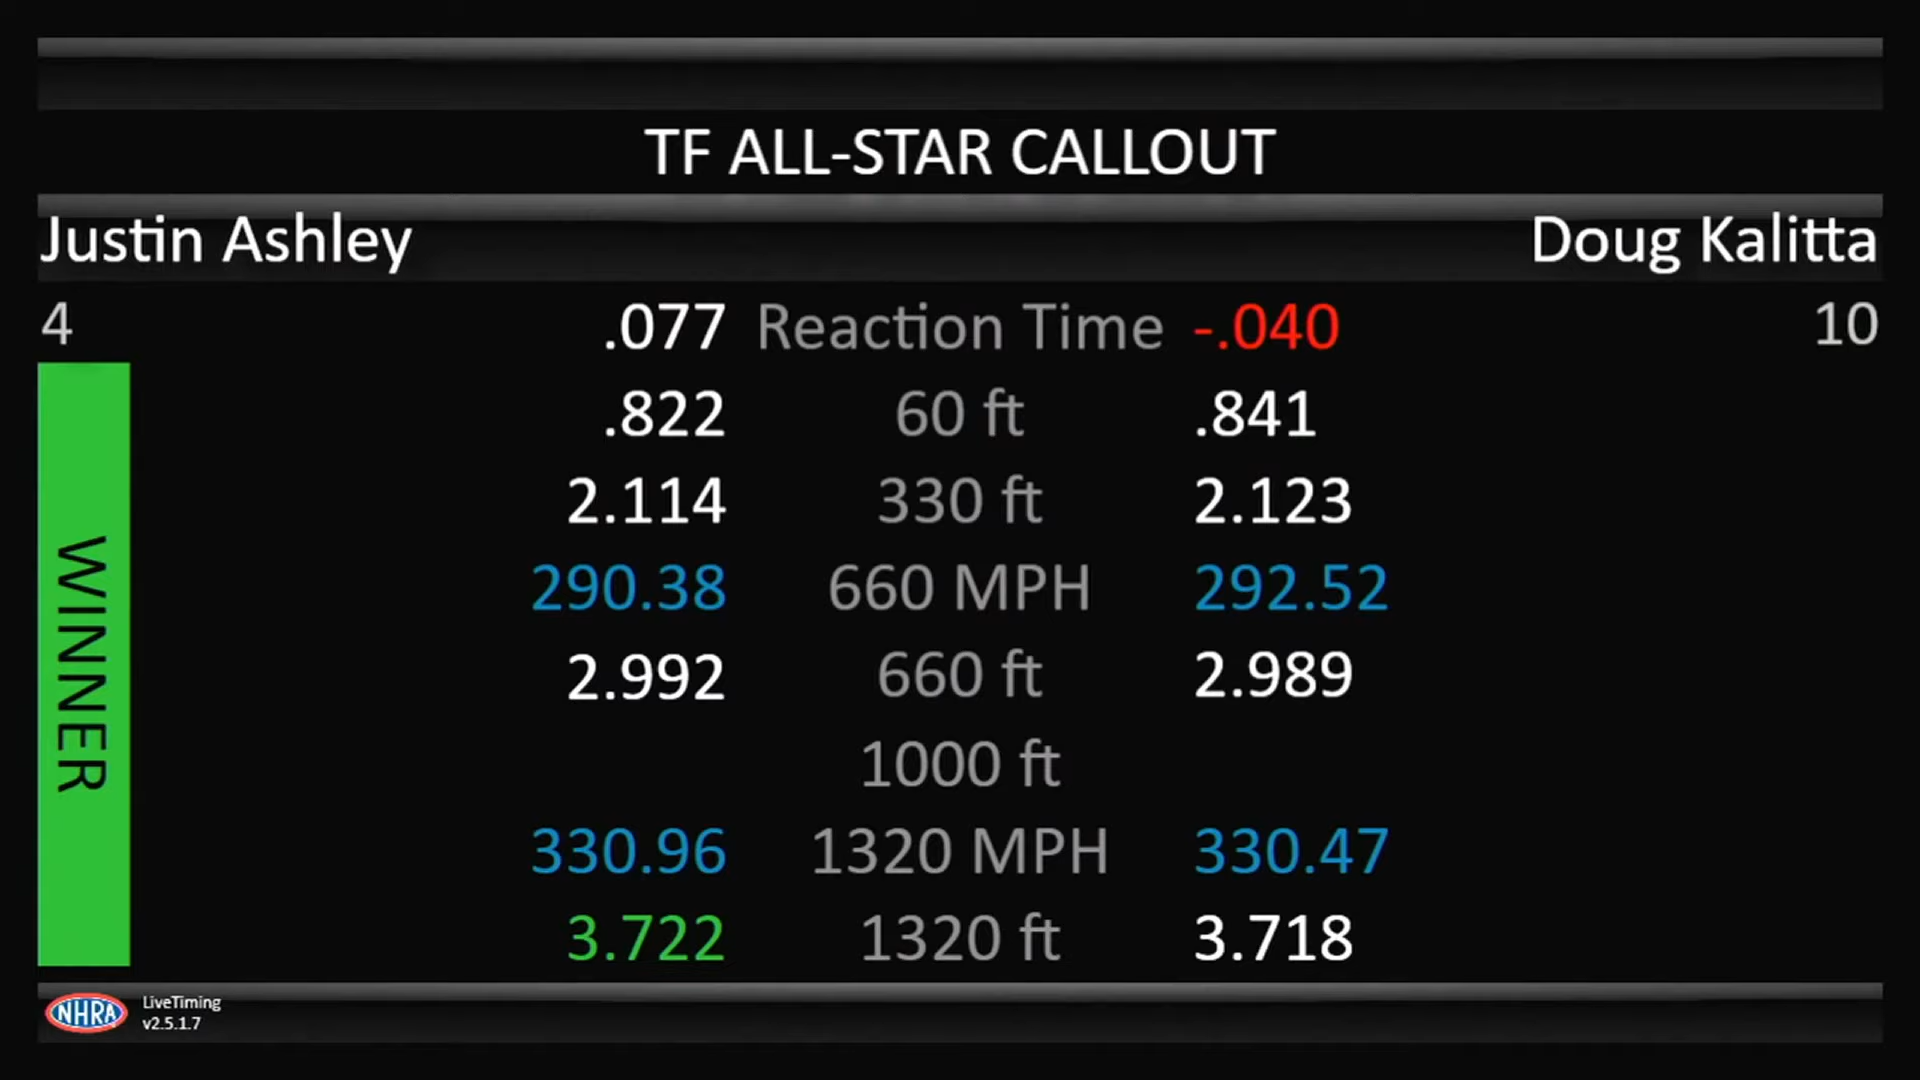 TF ALL-STAR CALLOUT
Justin Ashley Doug Kalitta
4 .077 Reaction Time -.040 10
.822 60 ft .841
2.114 330 ft 2.123
290.38 660 MPH 292.52
2.992 660 ft 2.989
1000 ft
330.96 1320 MPH 330.47
3.722 1320 ft 3.718
WINNER
NHRA
LiveTiming
v2.5.1.7